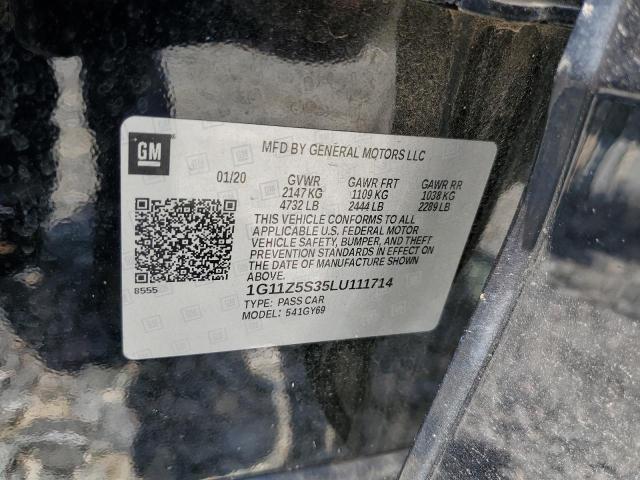 GM
MFD BY GENERAL MOTORS LLC
01/20 GVWR GAWR FRT GAWR RR
2147 KG 1109 KG 1038 KG
4732 LB 2444 LB 2289 LB
THIS VEHICLE CONFORMS TO ALL
APPLICABLE U.S. FEDERAL MOTOR
VEHICLE SAFETY, BUMPER, AND THEFT
PREVENTION STANDARDS IN EFFECT ON
THE DATE OF MANUFACTURE SHOWN
ABOVE.
8555
1G11Z5S35LU111714
TYPE: PASS CAR
MODEL: 541GY69